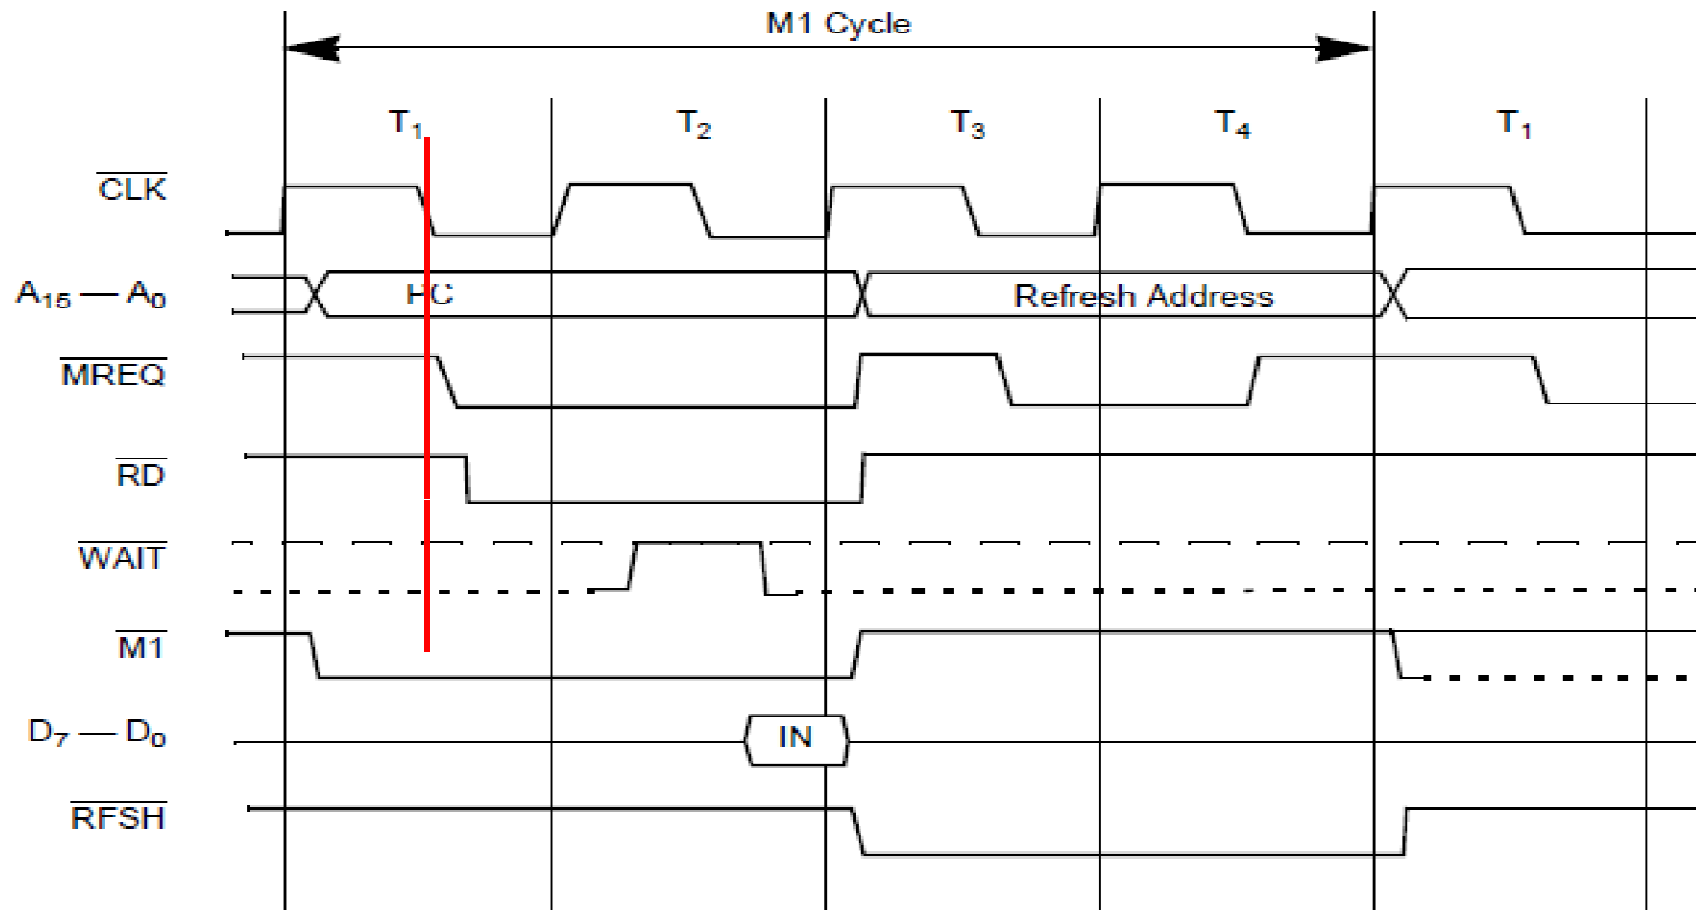 M1 Cycle
T1 T2 T3 T4 T1
CLK
A15 — A0 PC Refresh Address
MREQ
RD
WAIT
M1
D7 — D0 IN
RFSH